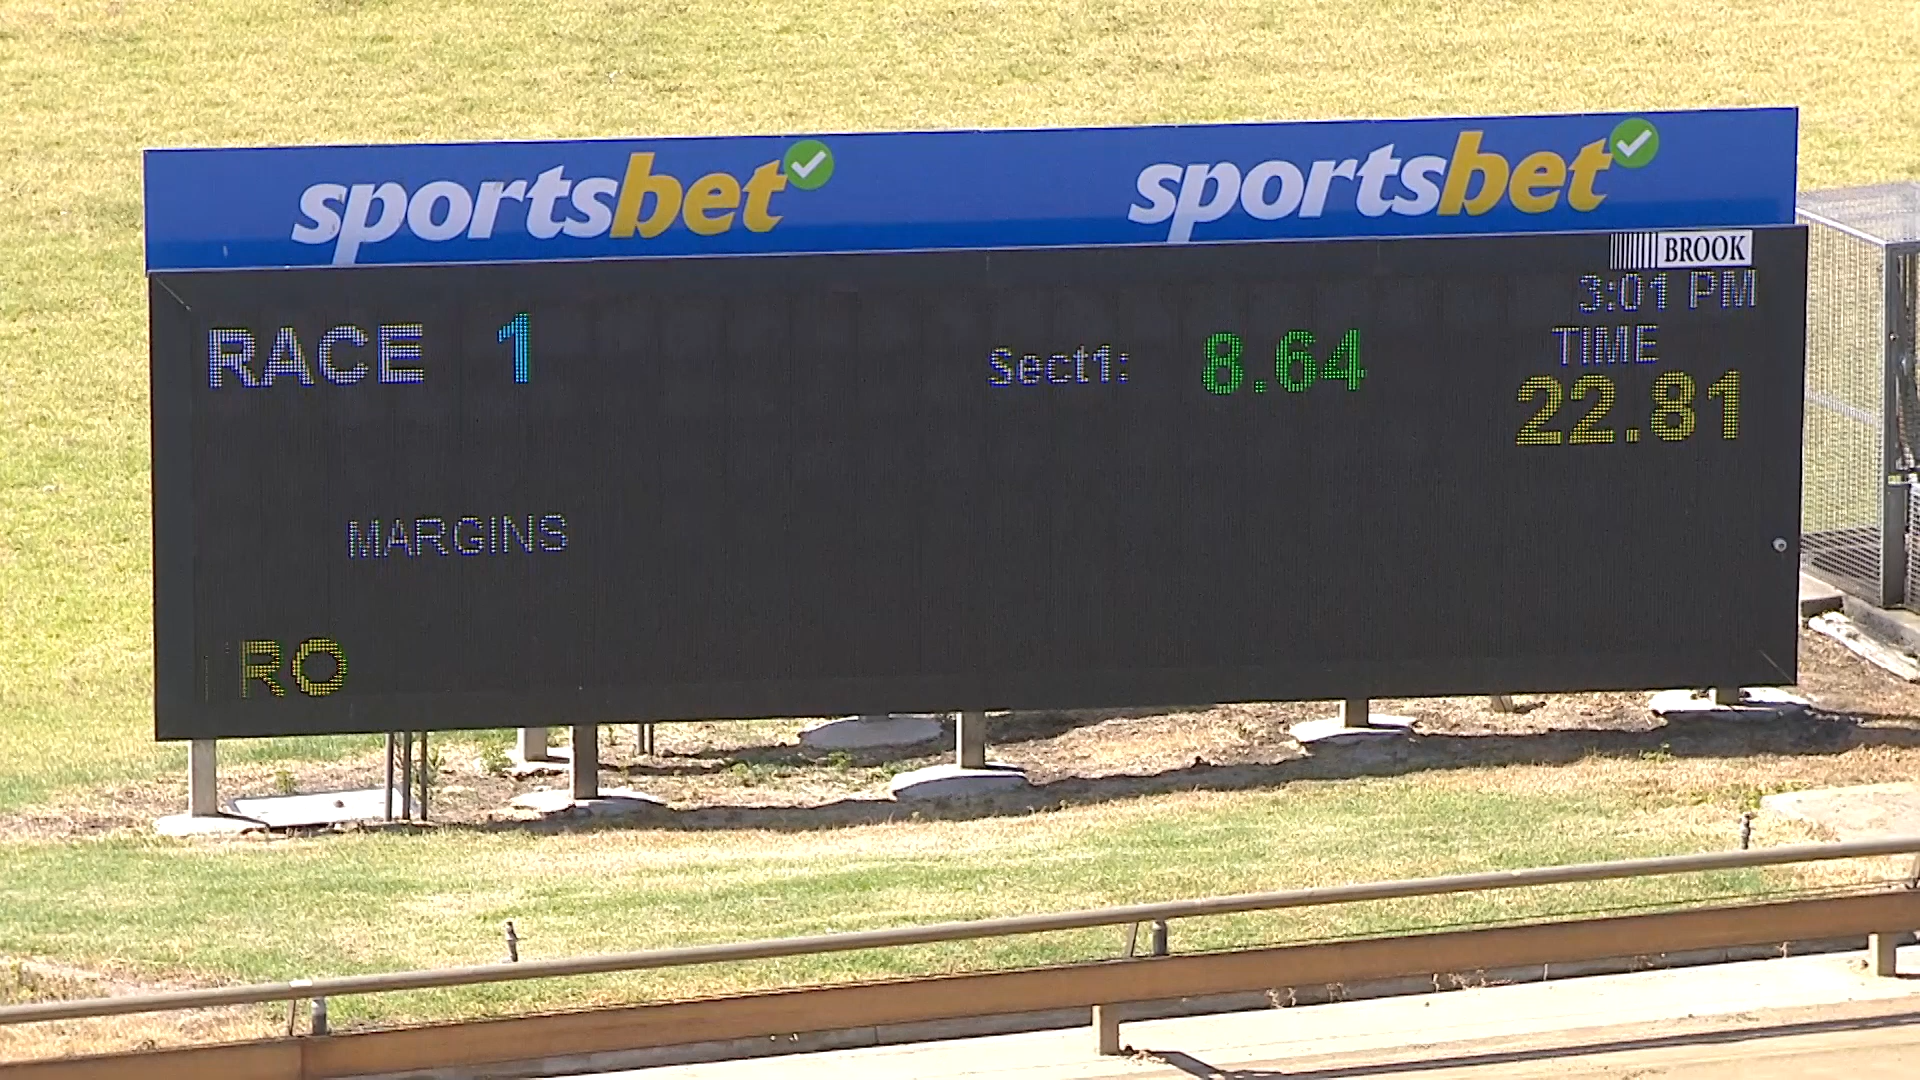 sportsbet sportsbet
BROOK
3:01 PM
RACE 1 Sect1: 8.64 TIME
22.81
MARGINS
RO